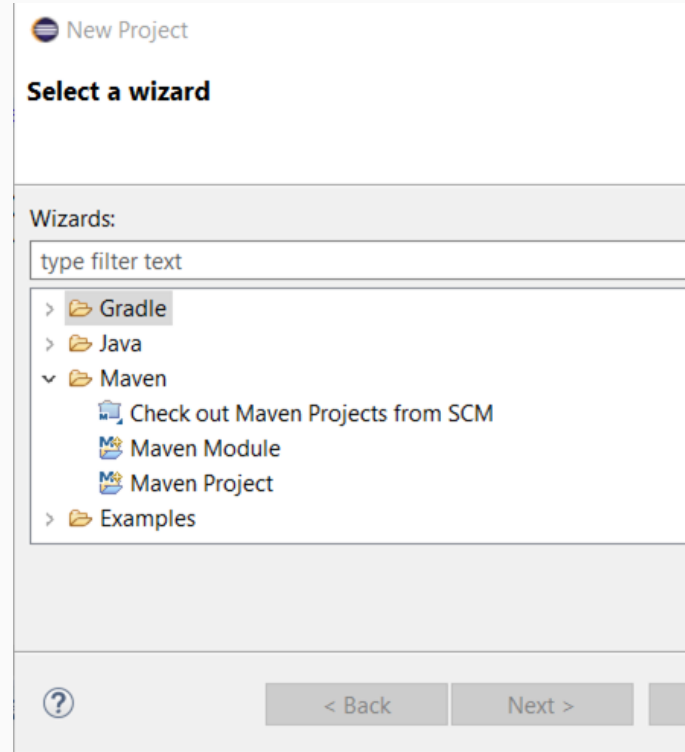 New Project
Select a wizard
Wizards:
type filter text
Gradle
Java
Maven
Check out Maven Projects from SCM
Maven Module
Maven Project
Examples
? < Back Next >